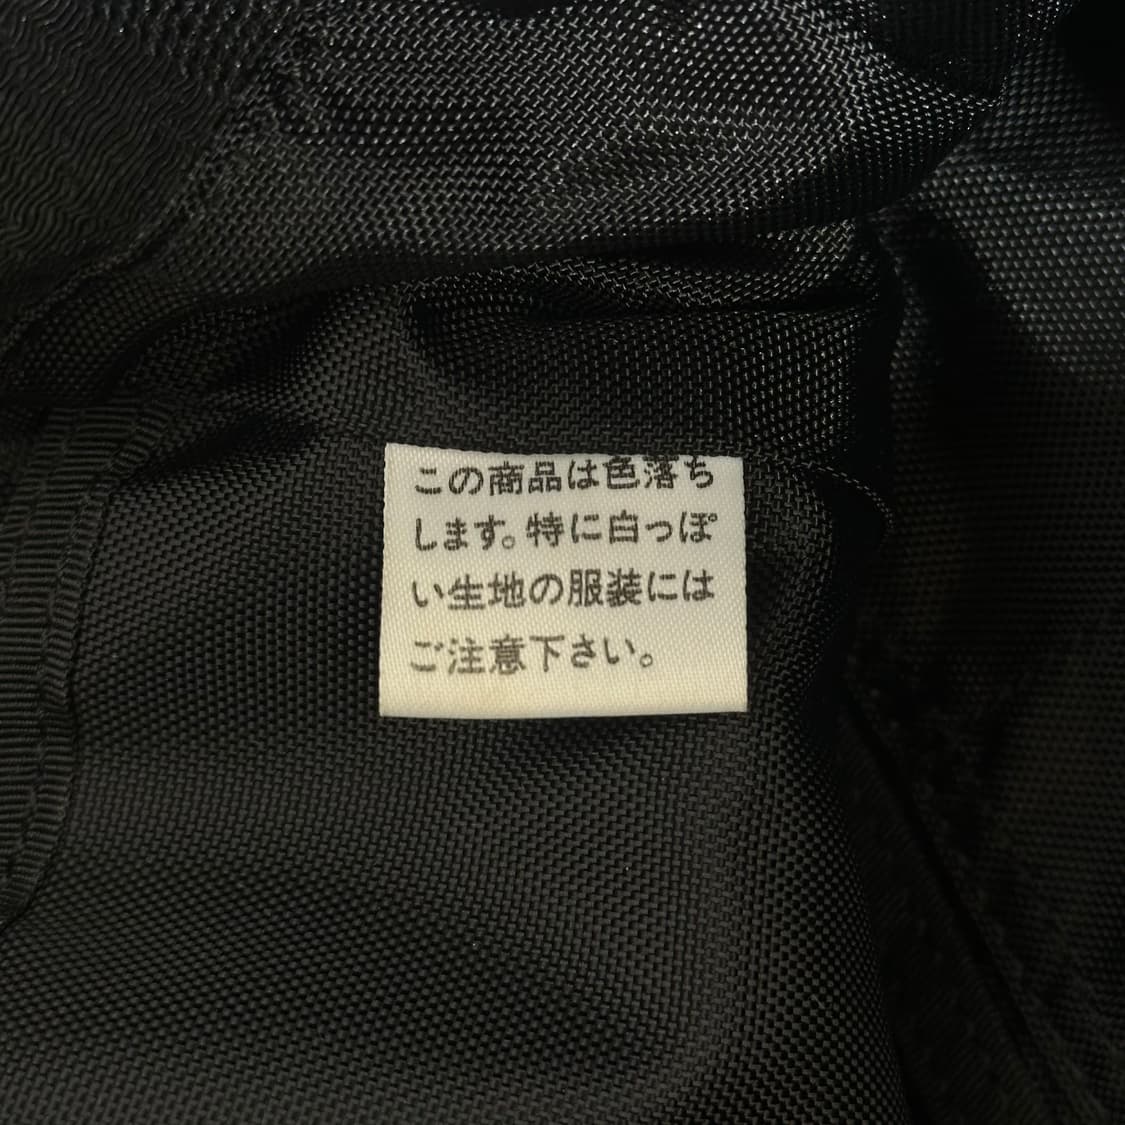 この商品は色落ち
します。特に白っぽ
い生地の服装には
ご注意下さい。